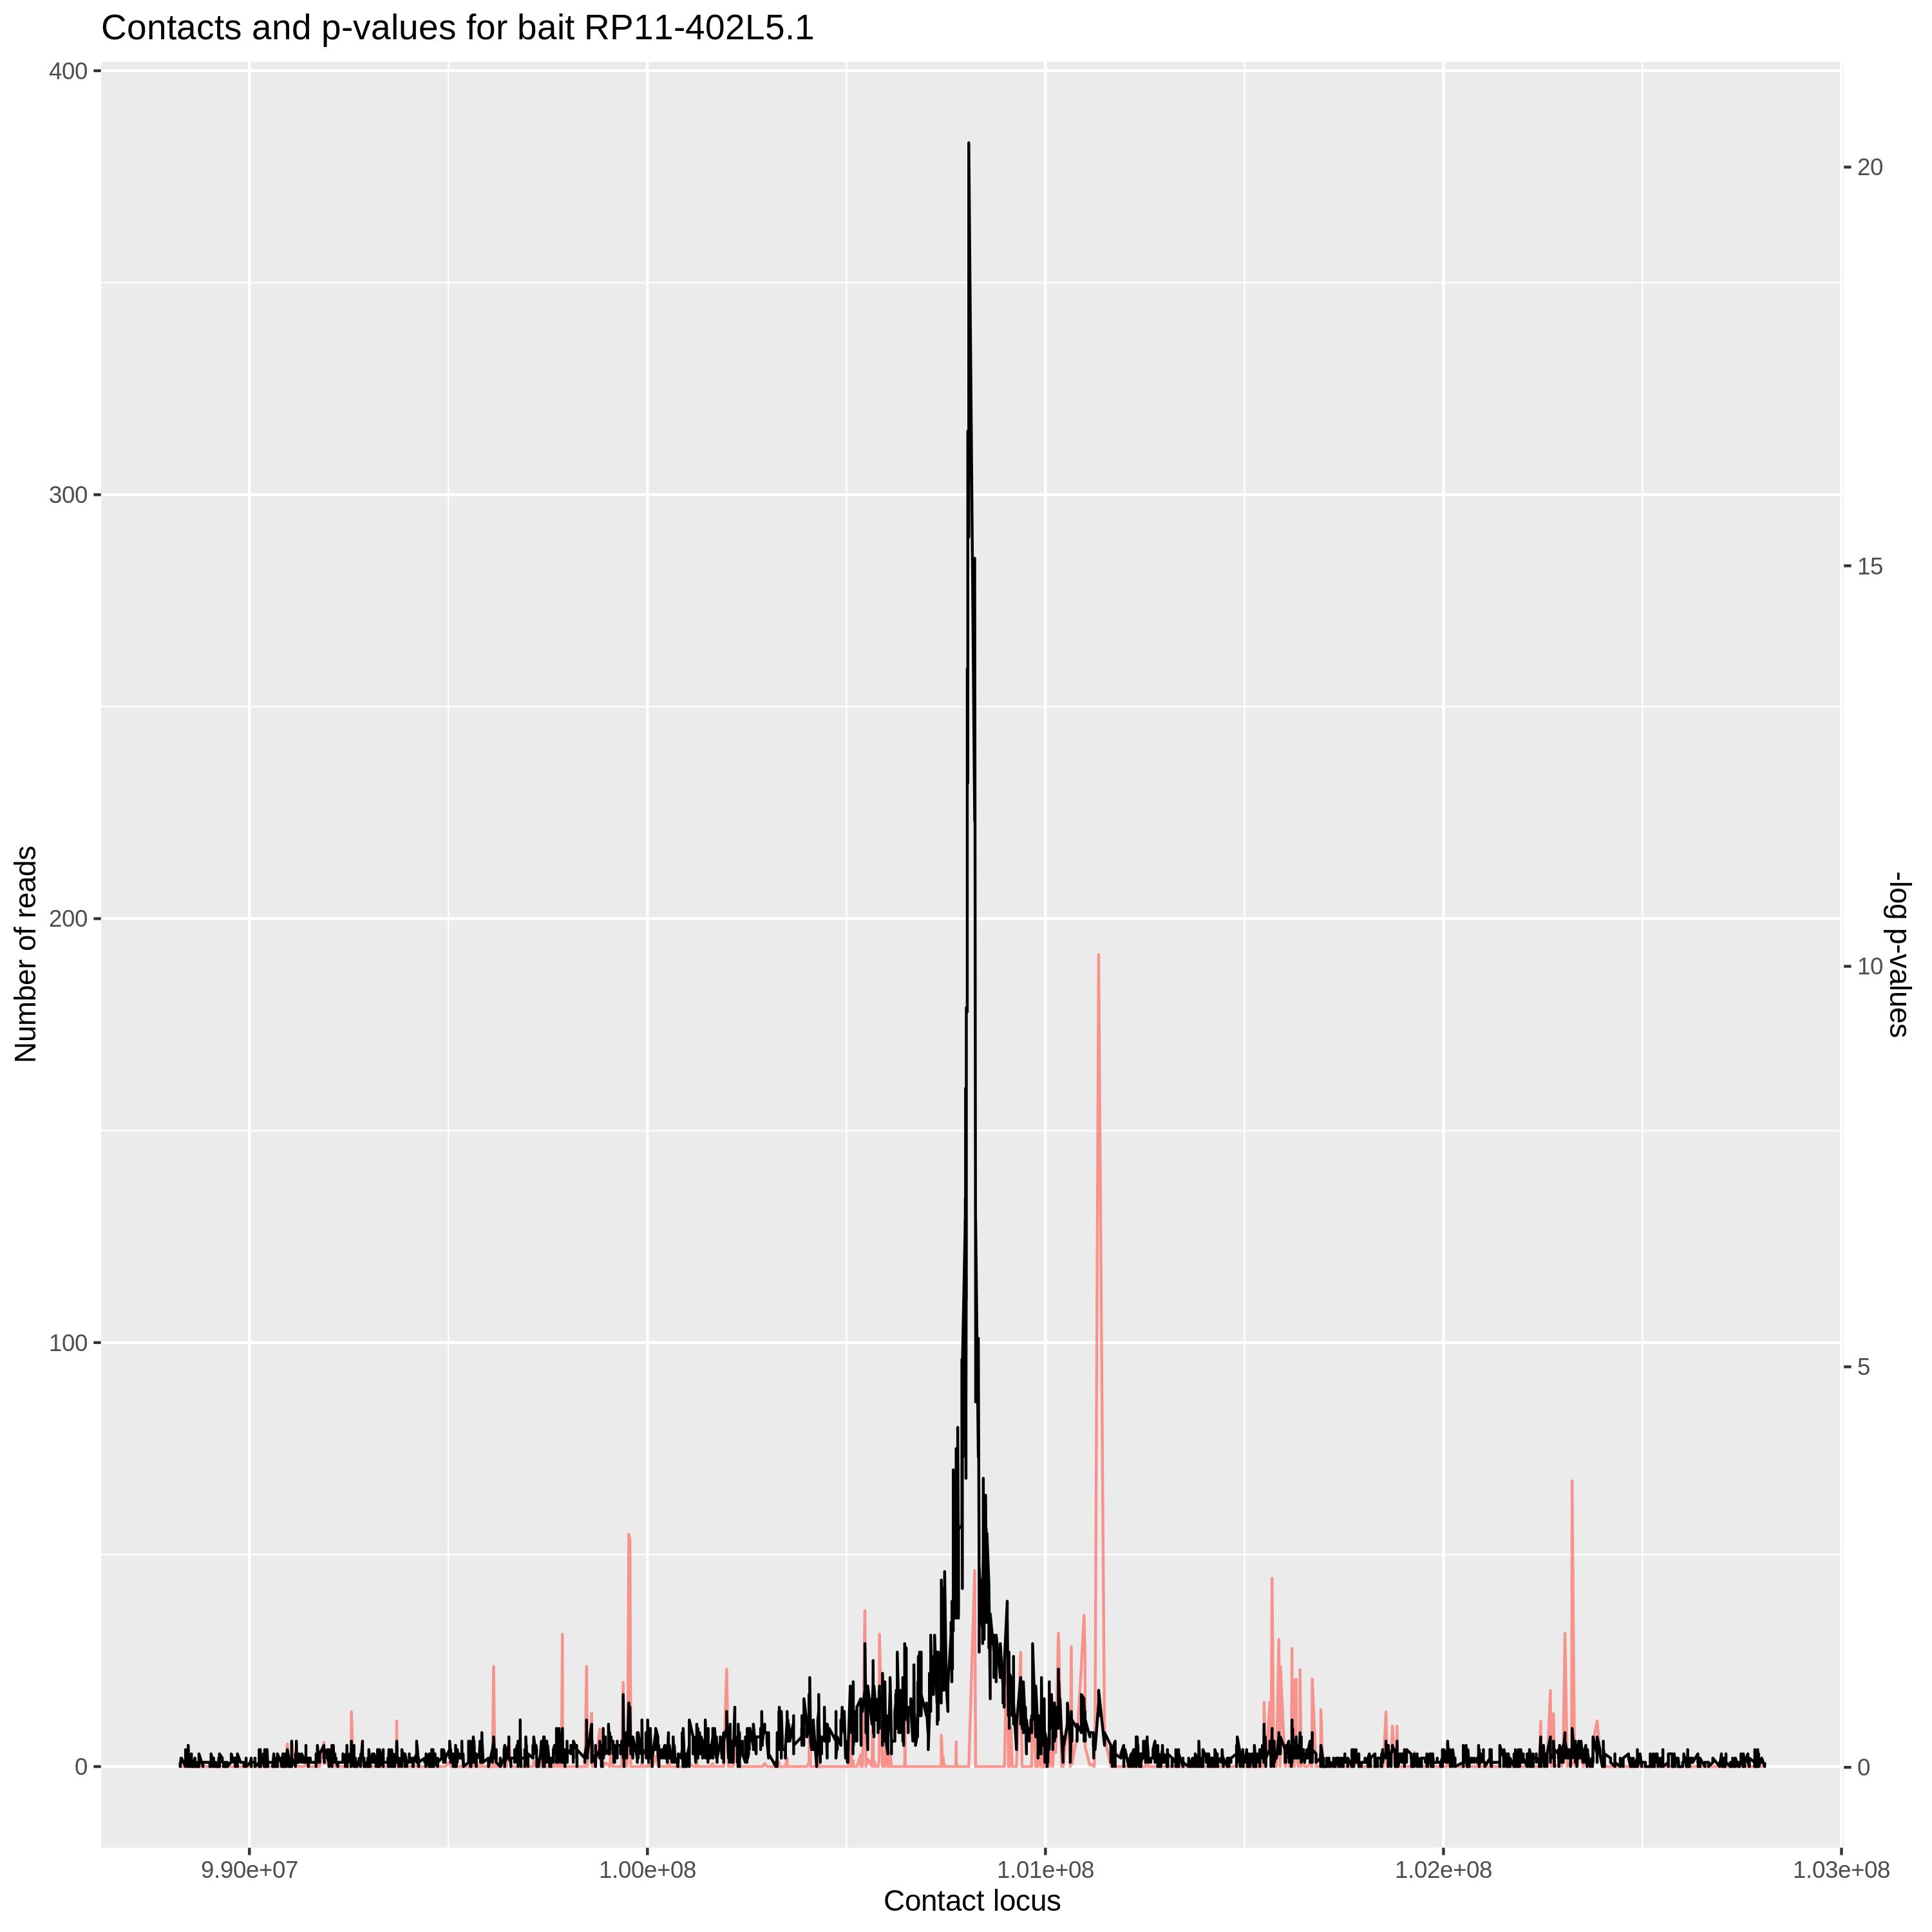 Contacts and p-values for bait RP11-402L5.1
400
300
200
100
0
Number of reads
20
15
10
5
0
-log p-values
9.90e+07 1.00e+08 1.01e+08 1.02e+08 1.03e+08
Contact locus